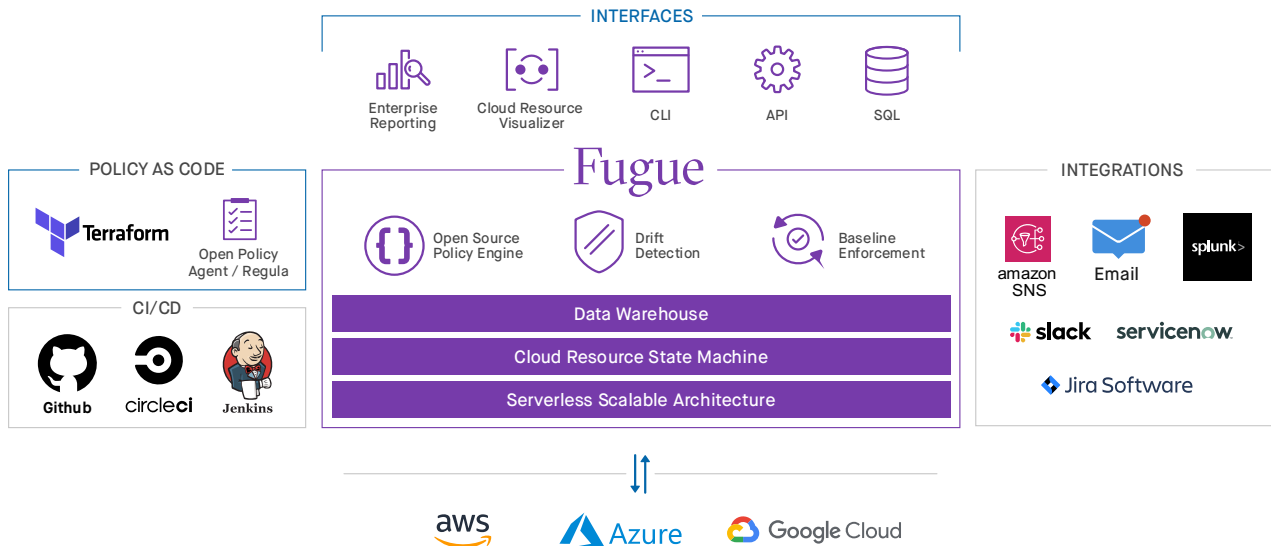 INTERFACES
Enterprise
Reporting
Cloud Resource
Visualizer
CLI
API
SQL
POLICY AS CODE
Terraform
Open Policy
Agent / Regula
CI/CD
Github
circleci
Jenkins
Fugue
Open Source
Policy Engine
Drift
Detection
Baseline
Enforcement
Data Warehouse
Cloud Resource State Machine
Serverless Scalable Architecture
INTEGRATIONS
amazon
SNS
Email
splunk>
slack
servicenow
Jira Software
aws
Azure
Google Cloud